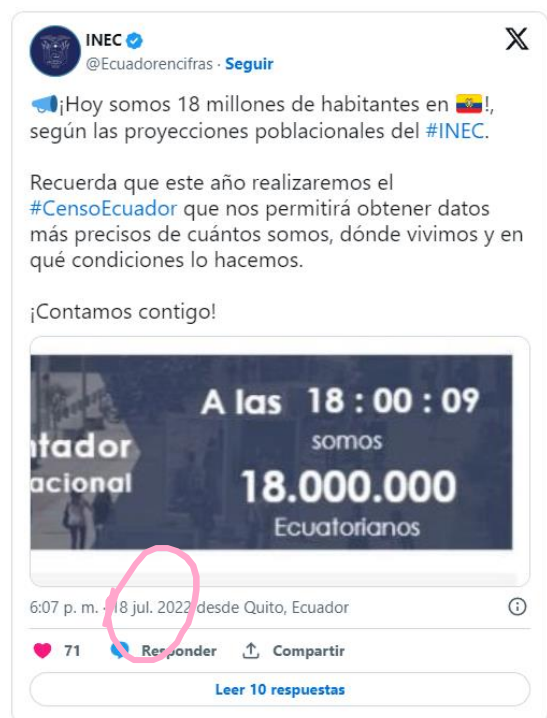 INEC
@Ecuadorencifras · Seguir
¡Hoy somos 18 millones de habitantes en 🇪🇨!,
según las proyecciones poblacionales del #INEC.
Recuerda que este año realizaremos el
#CensoEcuador que nos permitirá obtener datos
más precisos de cuántos somos, dónde vivimos y en
qué condiciones lo hacemos.
¡Contamos contigo!
A las 18 : 00 : 09
ntador
somos
acional
18.000.000
Ecuatorianos
6:07 p. m. · 18 jul. 2022 desde Quito, Ecuador
71 Responder Compartir
Leer 10 respuestas